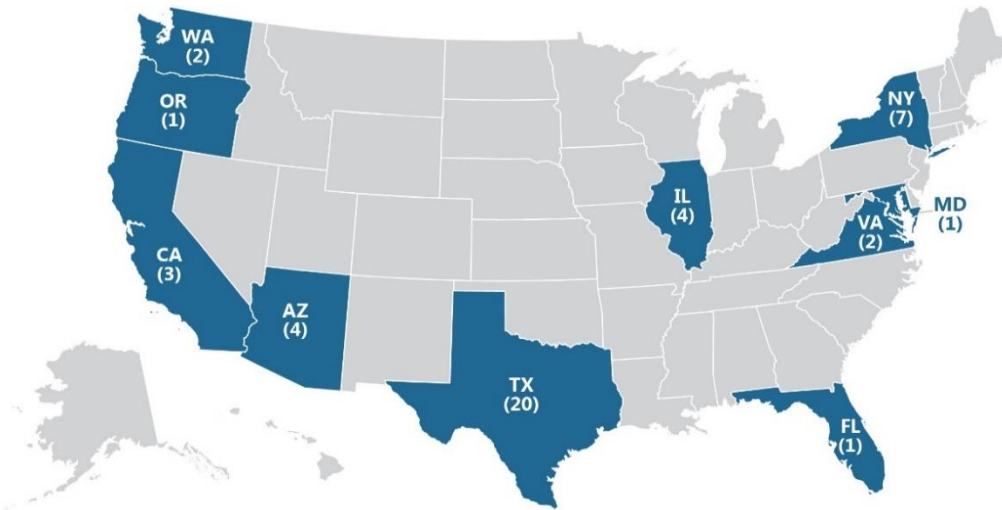 WA
(2)
OR
(1)
CA
(3)
AZ
(4)
TX
(20)
IL
(4)
NY
(7)
MD
(1)
VA
(2)
FL
(1)